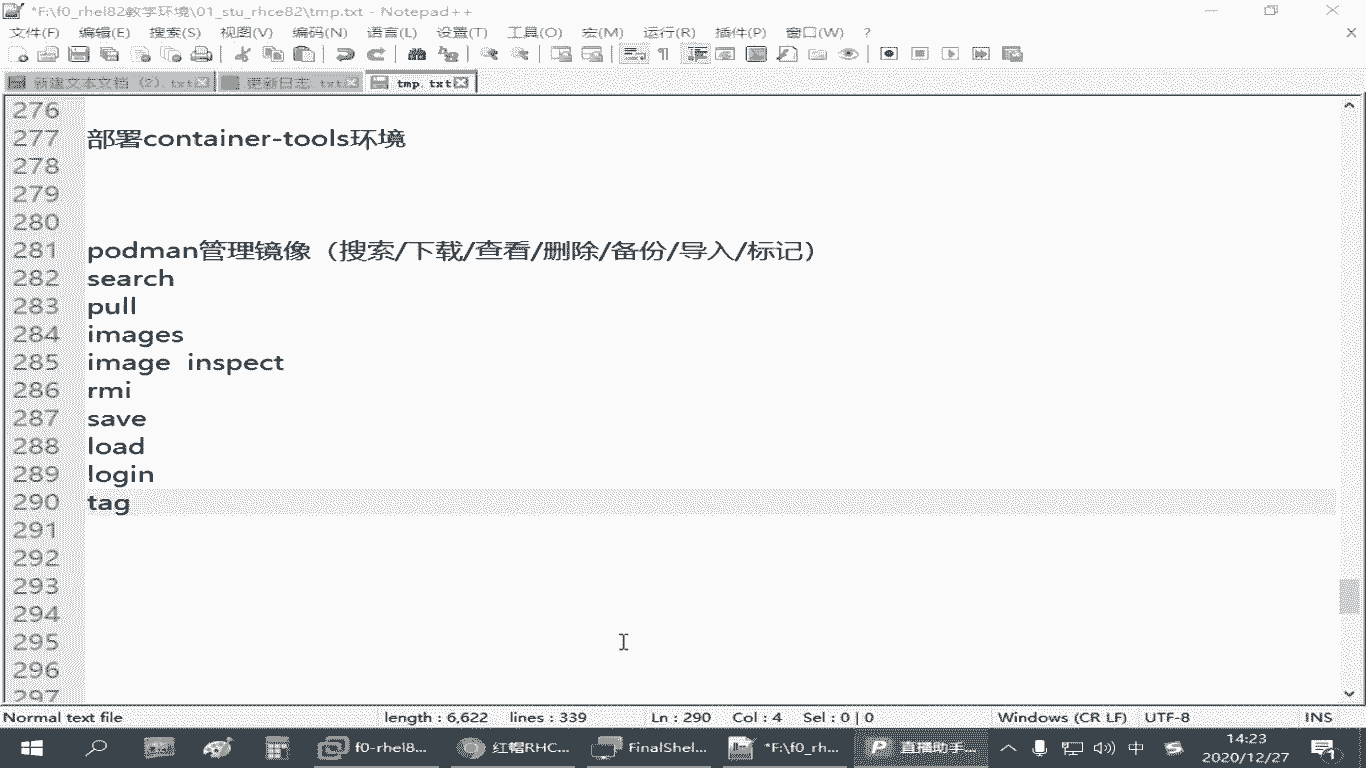 *F:\f0_rhel82教学环境\01_stu_rhce82\tmp.txt - Notepad++
文件(F) 编辑(E) 搜索(S) 视图(V) 编码(N) 语言(L) 设置(T) 工具(O) 宏(M) 运行(R) 插件(P) 窗口(W) ?
新建文本文档 (2).txt 更新日志.txt tmp.txt
276
277 部署container-tools环境
278
279
280
281 podman管理镜像（搜索/下载/查看/删除/备份/导入/标记）
282 search
283 pull
284 images
285 image inspect
286 rmi
287 save
288 load
289 login
290 tag
291
292
293
294
295
296
297
Normal text file length : 6,622 lines : 339 Ln : 290 Col : 4 Sel : 0 | 0 Windows (CR LF) UTF-8 INS
f0-rhel8... 红帽RHC... FinalShel... *F:\f0_rh... 直播助手... 中 14:23
2020/12/27